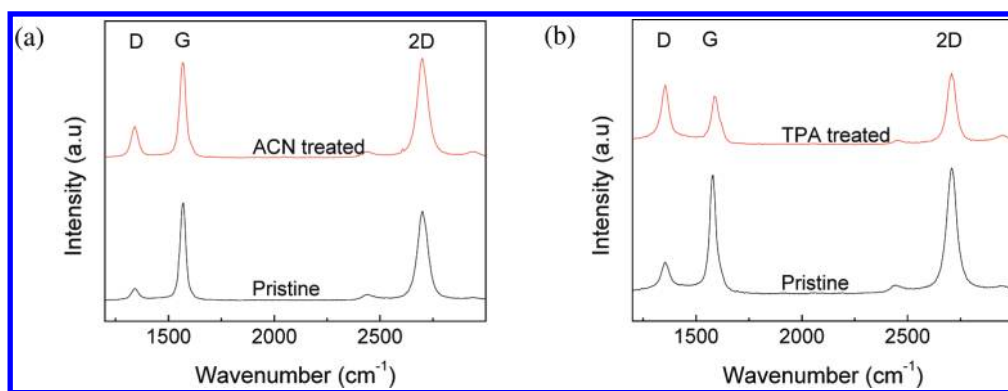 (a)
D G 2D
ACN treated
Pristine
Intensity (a.u)
1500 2000 2500
Wavenumber (cm⁻¹)
(b)
D G 2D
TPA treated
Pristine
Intensity (a.u)
1500 2000 2500
Wavenumber (cm⁻¹)